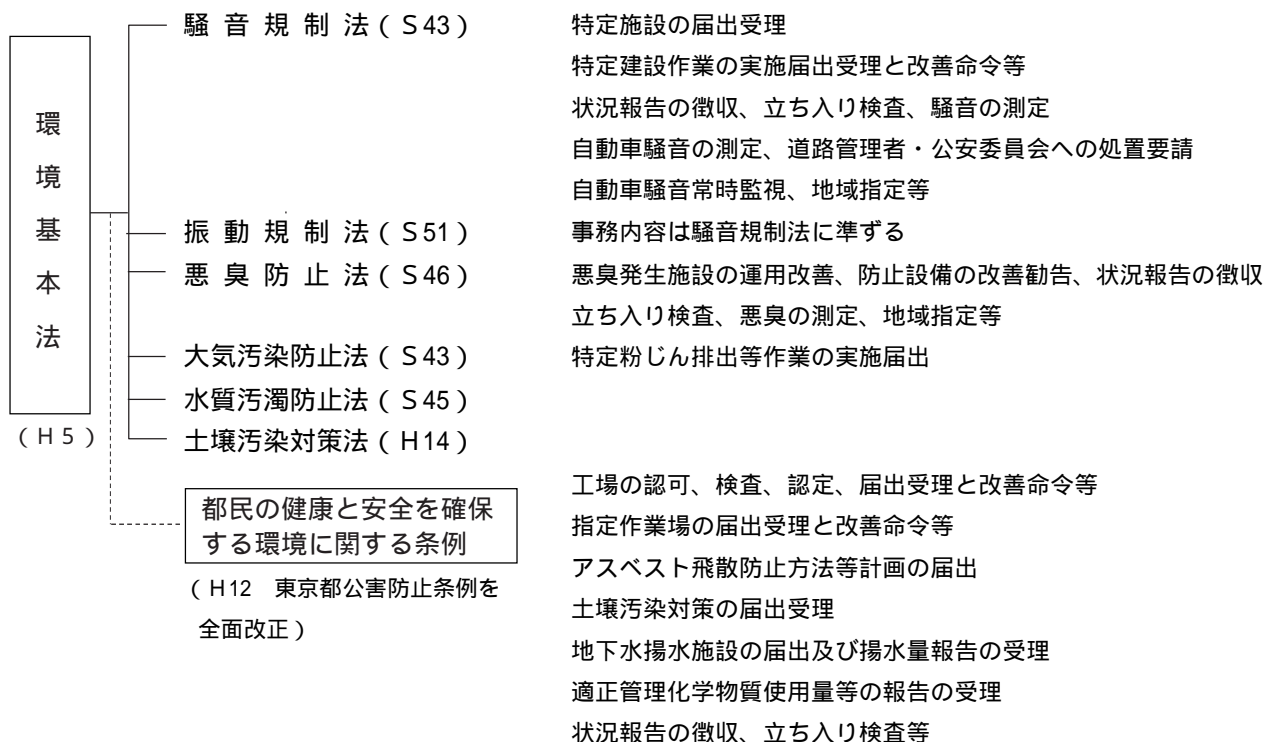 騒音規制法(S43) 特定施設の届出受理
特定建設作業の実施届出受理と改善命令等
状況報告の徴収、立ち入り検査、騒音の測定
自動車騒音の測定、道路管理者・公安委員会への処置要請
自動車騒音常時監視、地域指定等
環境基本法
(H5)
振動規制法(S51) 事務内容は騒音規制法に準ずる
悪臭防止法(S46) 悪臭発生施設の運用改善、防止設備の改善勧告、状況報告の徴収
立ち入り検査、悪臭の測定、地域指定等
大気汚染防止法(S43) 特定粉じん排出等作業の実施届出
水質汚濁防止法(S45)
土壌汚染対策法(H14)
都民の健康と安全を確保
する環境に関する条例
(H12 東京都公害防止条例を
全面改正)
工場の認可、検査、認定、届出受理と改善命令等
指定作業場の届出受理と改善命令等
アスベスト飛散防止方法等計画の届出
土壌汚染対策の届出受理
地下水揚水施設の届出及び揚水量報告の受理
適正管理化学物質使用量等の報告の受理
状況報告の徴収、立ち入り検査等